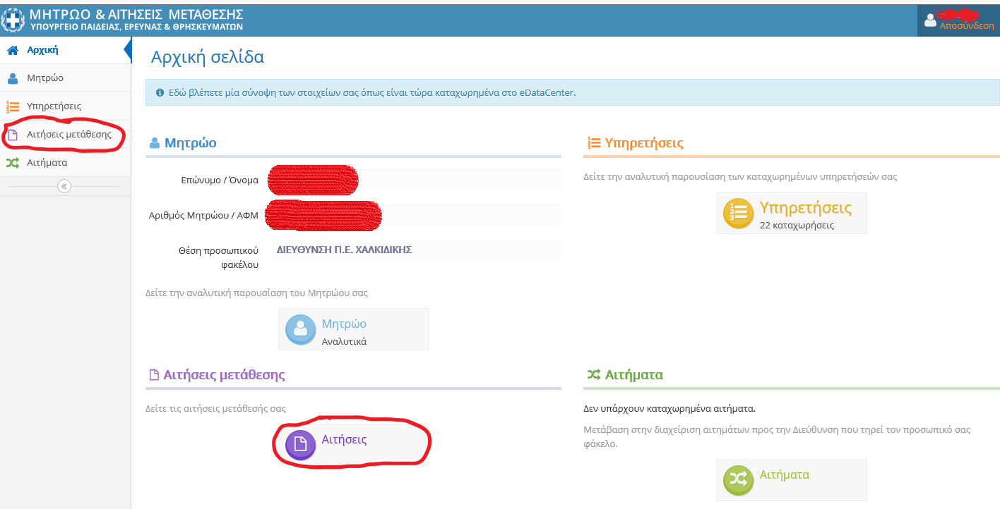 ΜΗΤΡΩΟ & ΑΙΤΗΣΕΙΣ ΜΕΤΑΘΕΣΗΣ
ΥΠΟΥΡΓΕΙΟ ΠΑΙΔΕΙΑΣ, ΕΡΕΥΝΑΣ & ΘΡΗΣΚΕΥΜΑΤΩΝ
Αποσύνδεση
Αρχική
Μητρώο
Υπηρετήσεις
Αιτήσεις μετάθεσης
Αιτήματα
Αρχική σελίδα
Εδώ βλέπετε μία σύνοψη των στοιχείων σας όπως είναι τώρα καταχωρημένα στο eDataCenter.
Μητρώο
Επώνυμο / Όνομα
Αριθμός Μητρώου / ΑΦΜ
Θέση προσωπικού
φακέλου
ΔΙΕΥΘΥΝΣΗ Π.Ε. ΧΑΛΚΙΔΙΚΗΣ
Δείτε την αναλυτική παρουσίαση του Μητρώου σας
Μητρώο
Αναλυτικά
Υπηρετήσεις
Δείτε την αναλυτική παρουσίαση των καταχωρημένων υπηρετήσεών σας
Υπηρετήσεις
22 καταχωρήσεις
Αιτήσεις μετάθεσης
Δείτε τις αιτήσεις μετάθεσής σας
Αιτήσεις
Αιτήματα
Δεν υπάρχουν καταχωρημένα αιτήματα.
Μετάβαση στην διαχείριση αιτημάτων προς την Διεύθυνση που τηρεί τον προσωπικό σας
φάκελο.
Αιτήματα